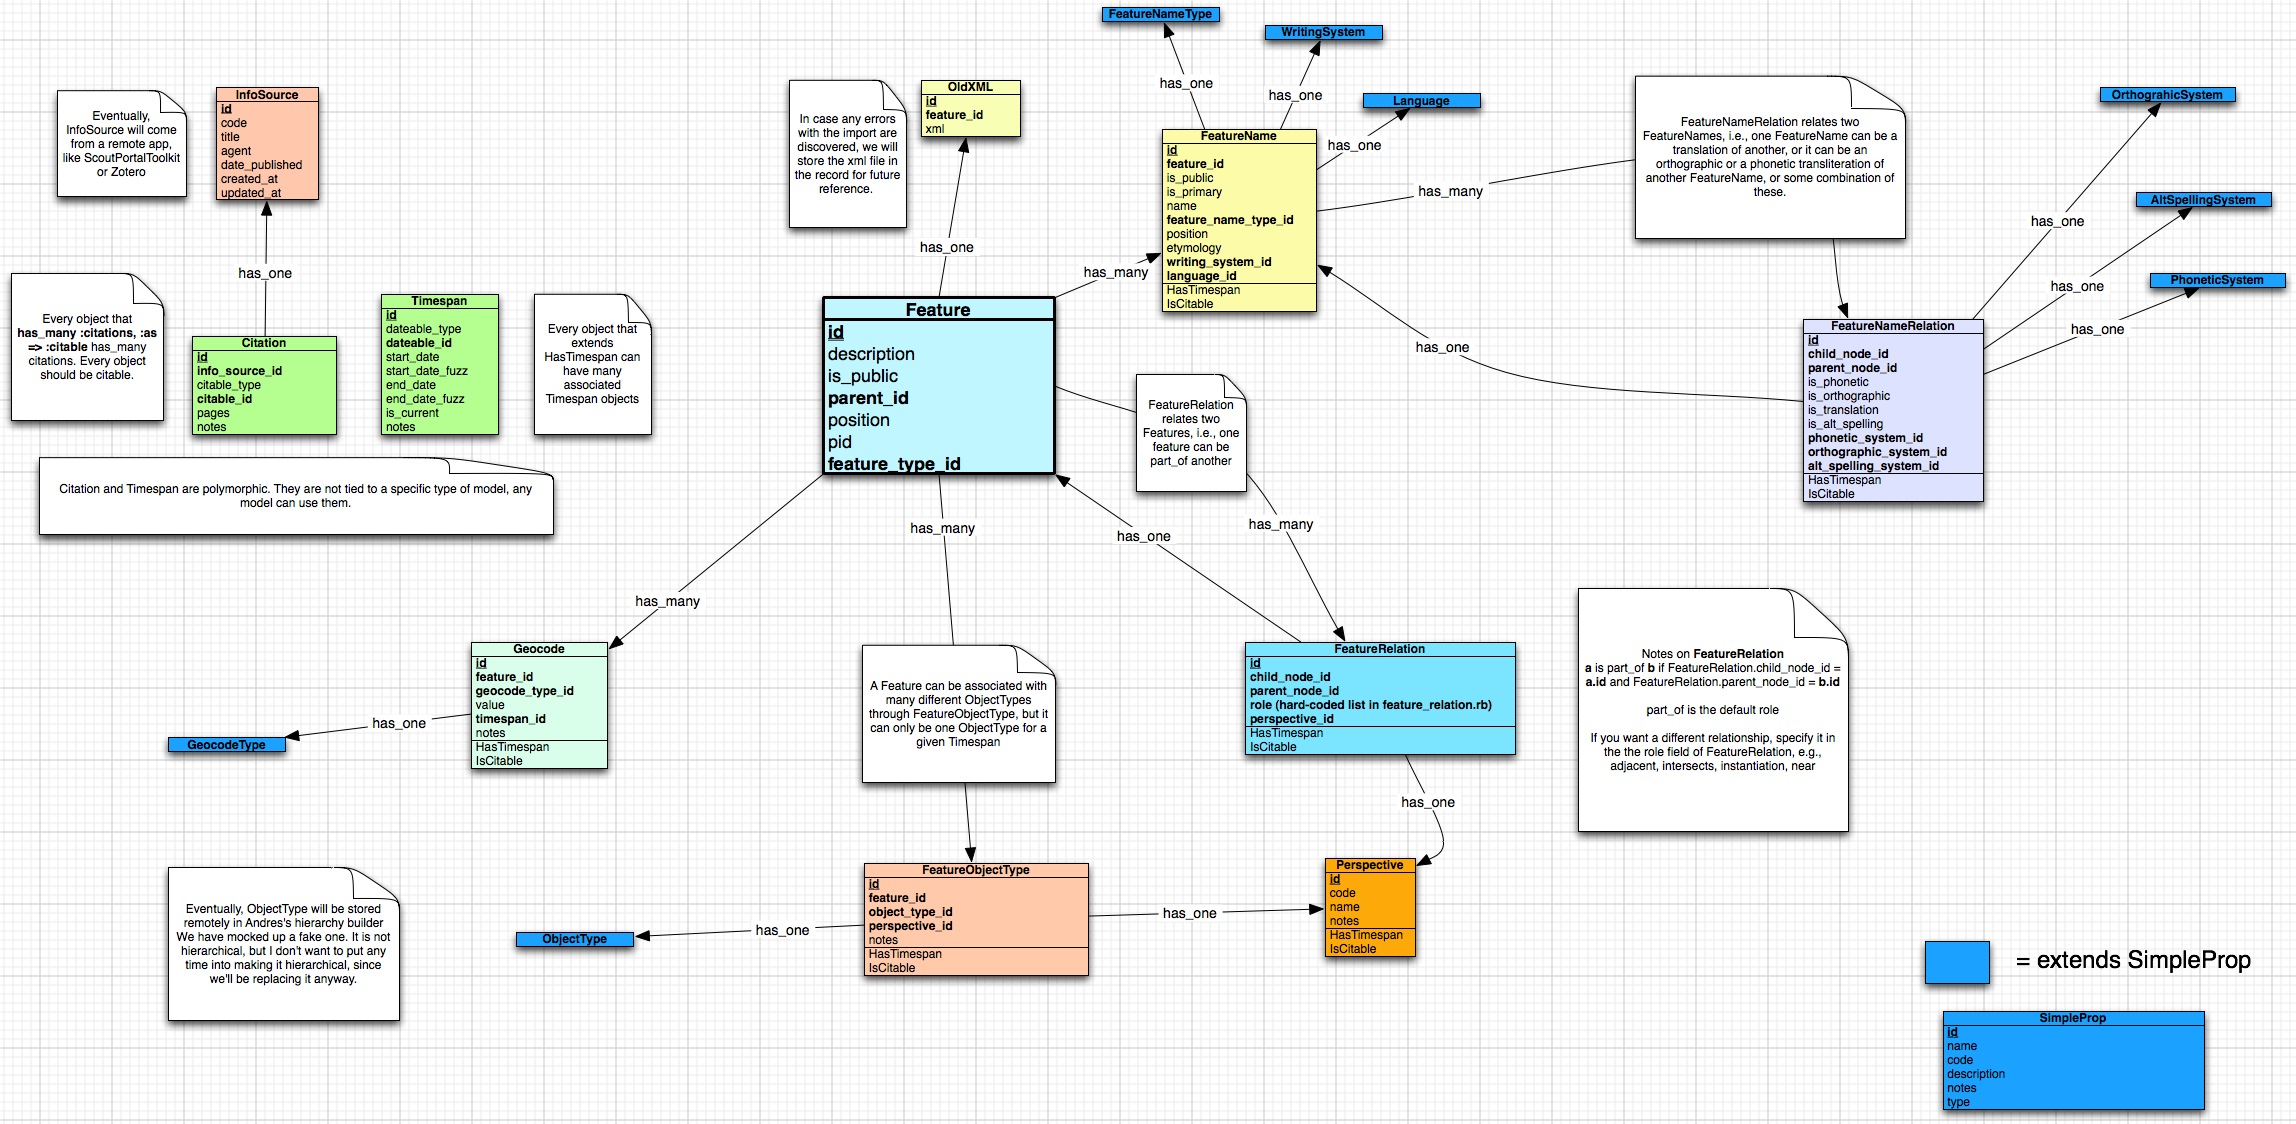 FeatureNameType
WritingSystem
Language
has_one
has_one
has_one
Eventually,
InfoSource will come
from a remote app,
like ScoutPortalToolkit
or Zotero
InfoSource
id
code
title
agent
date_published
created_at
updated_at
has_one
In case any errors
with the import are
discovered, we will
store the xml file in
the record for future
reference.
OldXML
id
feature_id
xml
has_one
FeatureName
id
feature_id
is_public
is_primary
name
feature_name_type_id
position
etymology
writing_system_id
language_id
HasTimespan
IsCitable
has_many
has_many
FeatureNameRelation relates two
FeatureNames, i.e., one FeatureName can be a
translation of another, or it can be an
orthographic or a phonetic transliteration of
another FeatureName, or some combination of
these.
OrthograhicSystem
AltSpellingSystem
PhoneticSystem
has_one
has_one
has_one
has_one
FeatureNameRelation
id
child_node_id
parent_node_id
is_phonetic
is_orthographic
is_translation
is_alt_spelling
phonetic_system_id
orthographic_system_id
alt_spelling_system_id
HasTimespan
IsCitable
Every object that
has_many :citations, :as
=> :citable has_many
citations. Every object
should be citable.
Citation
id
info_source_id
citable_type
citable_id
pages
notes
Timespan
id
dateable_type
dateable_id
start_date
start_date_fuzz
end_date
end_date_fuzz
is_current
notes
Every object that
extends
HasTimespan can
have many
associated
Timespan objects
Citation and Timespan are polymorphic. They are not tied to a specific type of model, any
model can use them.
Feature
id
description
is_public
parent_id
position
pid
feature_type_id
FeatureRelation
relates two
Features, i.e., one
feature can be
part_of another
has_many
has_many
has_one
has_many
Geocode
id
feature_id
geocode_type_id
value
timespan_id
notes
HasTimespan
IsCitable
has_one
GeocodeType
A Feature can be associated with
many different ObjectTypes
through FeatureObjectType, but it
can only be one ObjectType for a
given Timespan
FeatureRelation
id
child_node_id
parent_node_id
role (hard-coded list in feature_relation.rb)
perspective_id
HasTimespan
IsCitable
Notes on FeatureRelation
a is part_of b if FeatureRelation.child_node_id =
a.id and FeatureRelation.parent_node_id = b.id
part_of is the default role
If you want a different relationship, specify it in
the the role field of FeatureRelation, e.g.,
adjacent, intersects, instantiation, near
has_one
Eventually, ObjectType will be stored
remotely in Andres's hierarchy builder
We have mocked up a fake one. It is not
hierarchical, but I don't want to put any
time into making it hierarchical, since
we'll be replacing it anyway.
ObjectType
has_one
FeatureObjectType
id
feature_id
object_type_id
perspective_id
notes
HasTimespan
IsCitable
has_one
Perspective
id
code
name
notes
HasTimespan
IsCitable
= extends SimpleProp
SimpleProp
id
name
code
description
notes
type